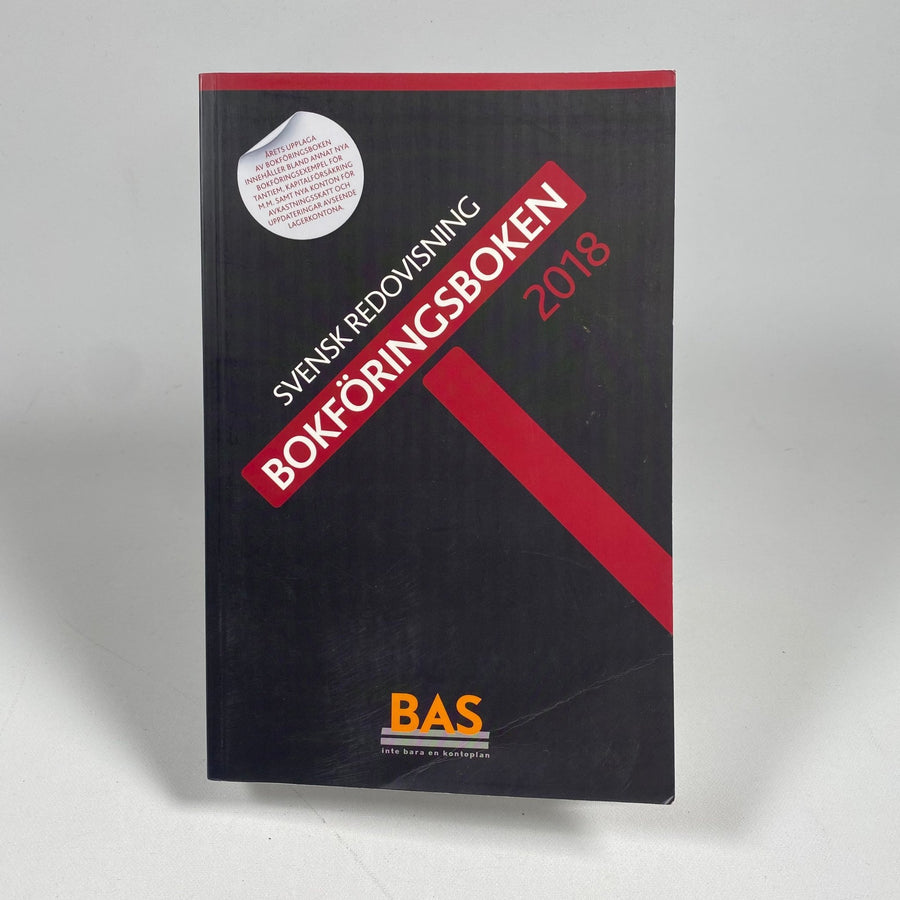 ÅRETS UPPLAGA
AV BOKFÖRINGSBOKEN
INNEHÅLLER BLAND ANNAT NYA
BOKFÖRINGSEXEMPEL FÖR
TANTIEM, KAPITALFÖRSÄKRING
M.M. SAMT NYA KONTON FÖR
AVKASTNINGSSKATT OCH
UPPDATERINGAR AVSEENDE
LAGERKONTONA.
SVENSK REDOVISNING
BOKFÖRINGSBOKEN
2018
BAS
inte bara en kontoplan